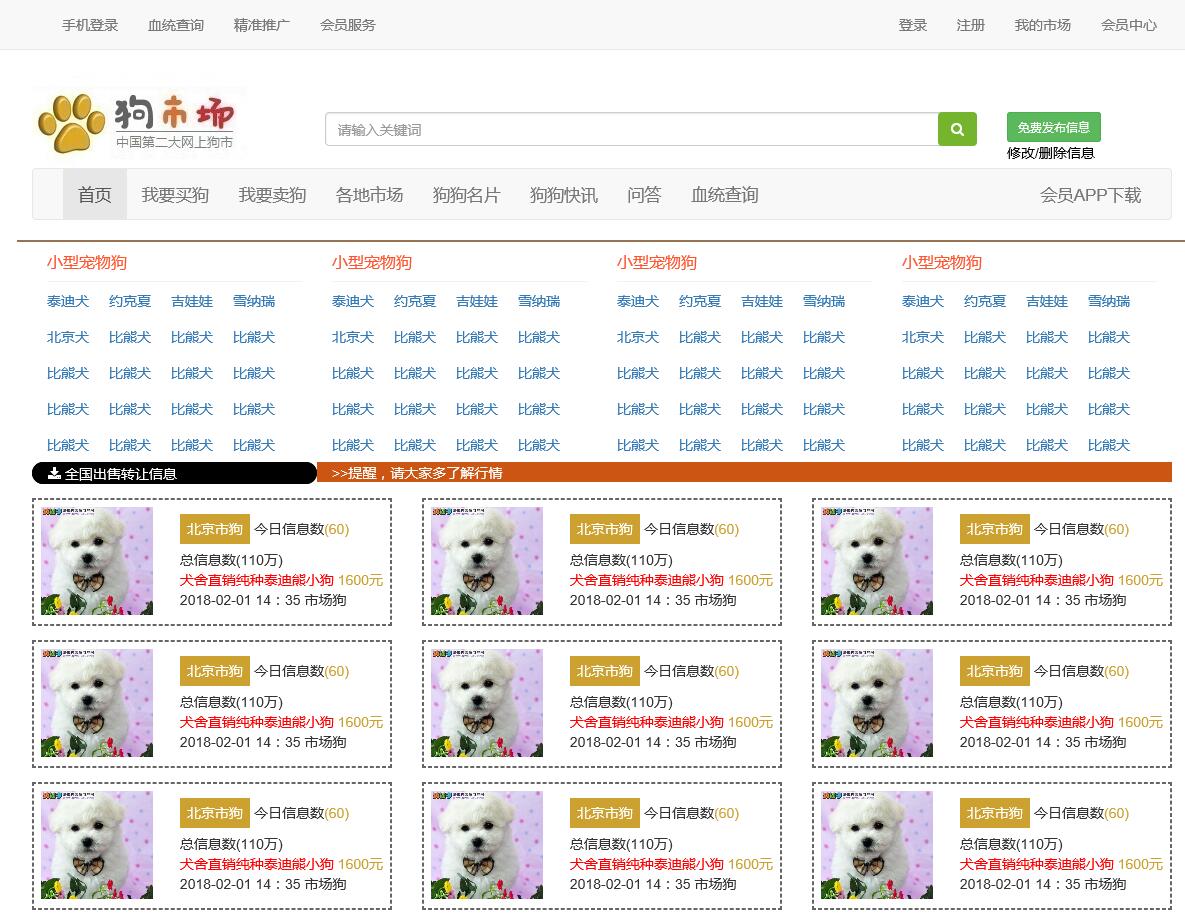 手机登录 血统查询 精准推广 会员服务 登录 注册 我的市场 会员中心
狗市场
中国第二大网上狗市
请输入关键词
免费发布信息
修改/删除信息
首页 我要买狗 我要卖狗 各地市场 狗狗名片 狗狗快讯 问答 血统查询 会员APP下载
小型宠物狗 小型宠物狗 小型宠物狗 小型宠物狗
泰迪犬 约克夏 吉娃娃 雪纳瑞 泰迪犬 约克夏 吉娃娃 雪纳瑞 泰迪犬 约克夏 吉娃娃 雪纳瑞 泰迪犬 约克夏 吉娃娃 雪纳瑞
北京犬 比熊犬 比熊犬 比熊犬 北京犬 比熊犬 比熊犬 比熊犬 北京犬 比熊犬 比熊犬 比熊犬 北京犬 比熊犬 比熊犬 比熊犬
比熊犬 比熊犬 比熊犬 比熊犬 比熊犬 比熊犬 比熊犬 比熊犬 比熊犬 比熊犬 比熊犬 比熊犬 比熊犬 比熊犬 比熊犬 比熊犬
比熊犬 比熊犬 比熊犬 比熊犬 比熊犬 比熊犬 比熊犬 比熊犬 比熊犬 比熊犬 比熊犬 比熊犬 比熊犬 比熊犬 比熊犬 比熊犬
比熊犬 比熊犬 比熊犬 比熊犬 比熊犬 比熊犬 比熊犬 比熊犬 比熊犬 比熊犬 比熊犬 比熊犬 比熊犬 比熊犬 比熊犬 比熊犬
全国出售转让信息 >>提醒，请大家多了解行情
北京市狗 今日信息数(60) 北京市狗 今日信息数(60) 北京市狗 今日信息数(60)
总信息数(110万) 总信息数(110万) 总信息数(110万)
犬舍直销纯种泰迪熊小狗 1600元 犬舍直销纯种泰迪熊小狗 1600元 犬舍直销纯种泰迪熊小狗 1600元
2018-02-01 14：35 市场狗 2018-02-01 14：35 市场狗 2018-02-01 14：35 市场狗
北京市狗 今日信息数(60) 北京市狗 今日信息数(60) 北京市狗 今日信息数(60)
总信息数(110万) 总信息数(110万) 总信息数(110万)
犬舍直销纯种泰迪熊小狗 1600元 犬舍直销纯种泰迪熊小狗 1600元 犬舍直销纯种泰迪熊小狗 1600元
2018-02-01 14：35 市场狗 2018-02-01 14：35 市场狗 2018-02-01 14：35 市场狗
北京市狗 今日信息数(60) 北京市狗 今日信息数(60) 北京市狗 今日信息数(60)
总信息数(110万) 总信息数(110万) 总信息数(110万)
犬舍直销纯种泰迪熊小狗 1600元 犬舍直销纯种泰迪熊小狗 1600元 犬舍直销纯种泰迪熊小狗 1600元
2018-02-01 14：35 市场狗 2018-02-01 14：35 市场狗 2018-02-01 14：35 市场狗